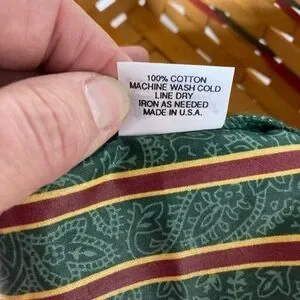 100% COTTON
MACHINE WASH COLD
LINE DRY
IRON AS NEEDED
MADE IN U.S.A.